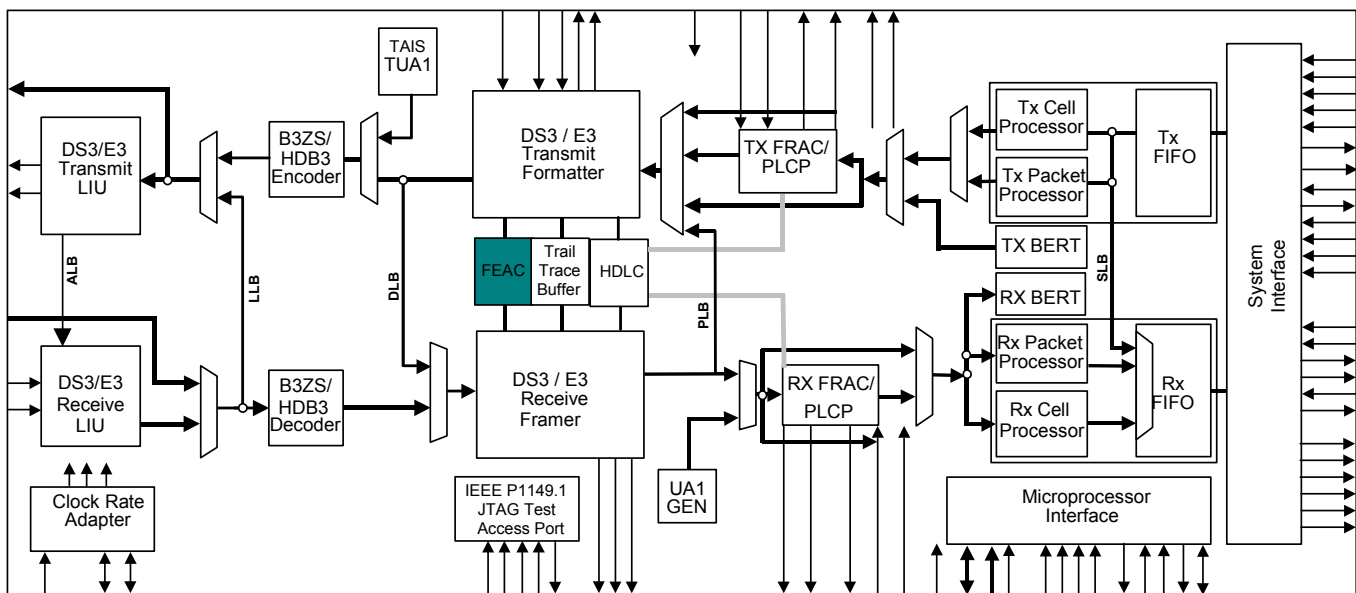 TAIS
TUA1
DS3/E3
Transmit
LIU
B3ZS/
HDB3
Encoder
DS3 / E3
Transmit
Formatter
TX FRAC/
PLCP
Tx Cell
Processor
Tx Packet
Processor
Tx
FIFO
System
Interface
TX BERT
RX BERT
ALB
LLB
DLB
FEAC
Trail
Trace
Buffer
HDLC
PLB
SLB
DS3/E3
Receive
LIU
B3ZS/
HDB3
Decoder
DS3 / E3
Receive
Framer
RX FRAC/
PLCP
Rx Packet
Processor
Rx Cell
Processor
Rx
FIFO
UA1
GEN
Clock Rate
Adapter
IEEE P1149.1
JTAG Test
Access Port
Microprocessor
Interface